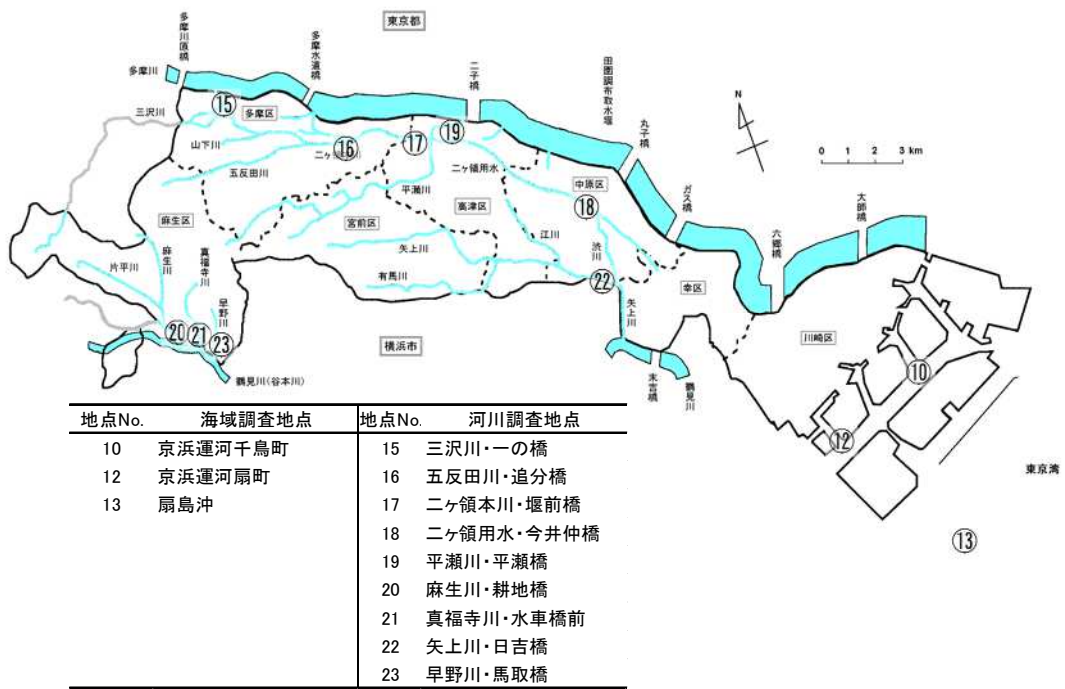 東京都
多摩川直橋
多摩水道橋
二子橋
田園調布取水堰
丸子橋
ガス橋
六郷橋
大師橋
多摩川
三沢川
多摩区
山下川
五反田川
二ヶ
平瀬川
二ヶ領用水
中原区
高津区
宮前区
麻生区
麻生川
真福寺川
片平川
早野川
矢上川
有馬川
江川
渋川
矢上川
幸区
川崎区
横浜市
鶴見川(谷本川)
末吉橋
鶴見川
東京湾
N
0 1 2 3 km
⑮
⑯
⑰
⑲
⑱
㉒
⑳
㉑
㉓
⑩
⑫
⑬
地点No. 海域調査地点 地点No. 河川調査地点
10 京浜運河千鳥町 15 三沢川・一の橋
12 京浜運河扇町 16 五反田川・追分橋
13 扇島沖 17 二ヶ領本川・堰前橋
18 二ヶ領用水・今井仲橋
19 平瀬川・平瀬橋
20 麻生川・耕地橋
21 真福寺川・水車橋前
22 矢上川・日吉橋
23 早野川・馬取橋